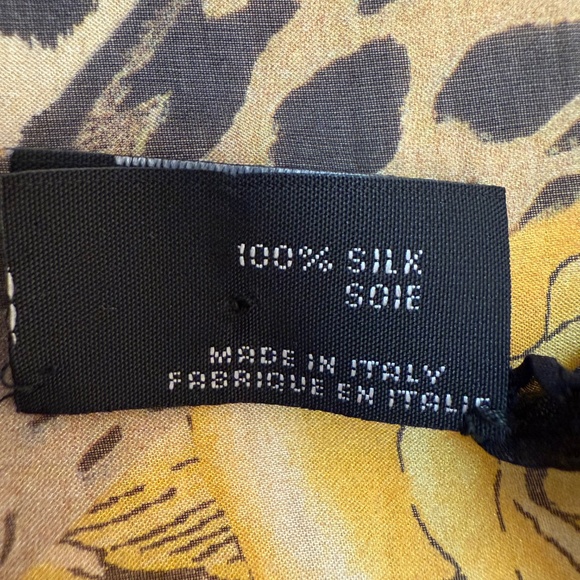 100% SILK
SOIE
MADE IN ITALY
FABRIQUE EN ITALIE